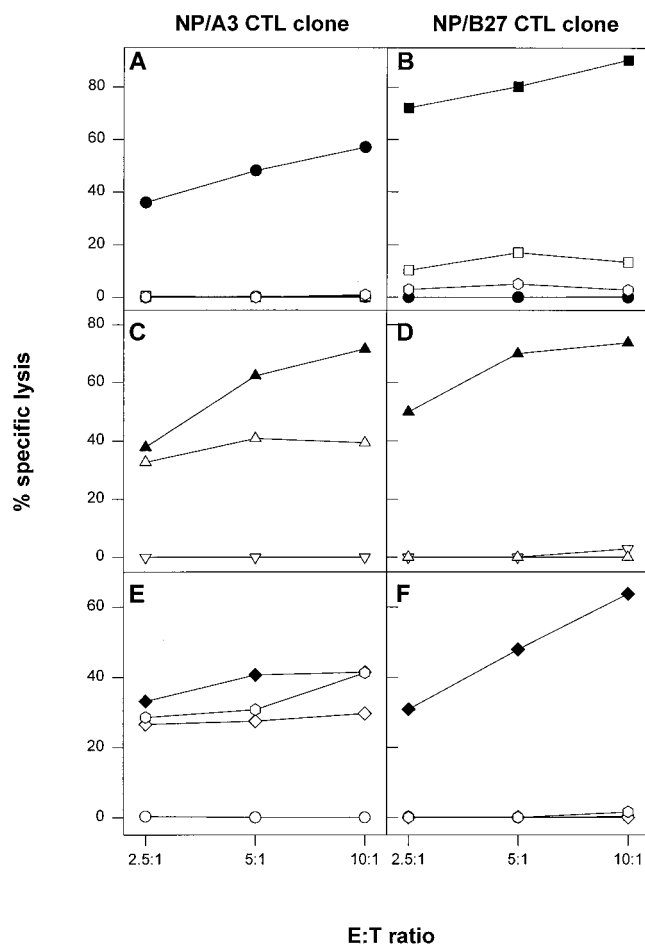 NP/A3 CTL clone
NP/B27 CTL clone
A
B
80
60
40
20
0
C
D
80
60
40
20
0
E
F
60
40
20
0
2.5:1
5:1
10:1
2.5:1
5:1
10:1
% specific lysis
E:T ratio